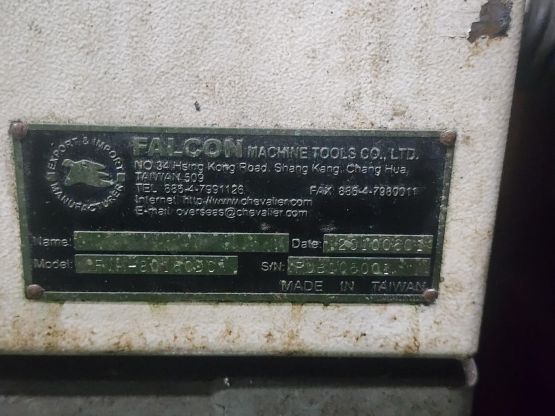 EXPORT & IMPORT
MANUFACTURER
FALCON MACHINE TOOLS CO., LTD.
NO.34 Hsing Kong Road, Shang Kang, Chang Hua,
TAIWAN 509
TEL: 886-4-7991126 FAX: 886-4-7980011
Internet: http://www.chevalier.com
E-mail: overseas@chevalier.com
Name: Date:
Model: S/N:
MADE IN TAIWAN